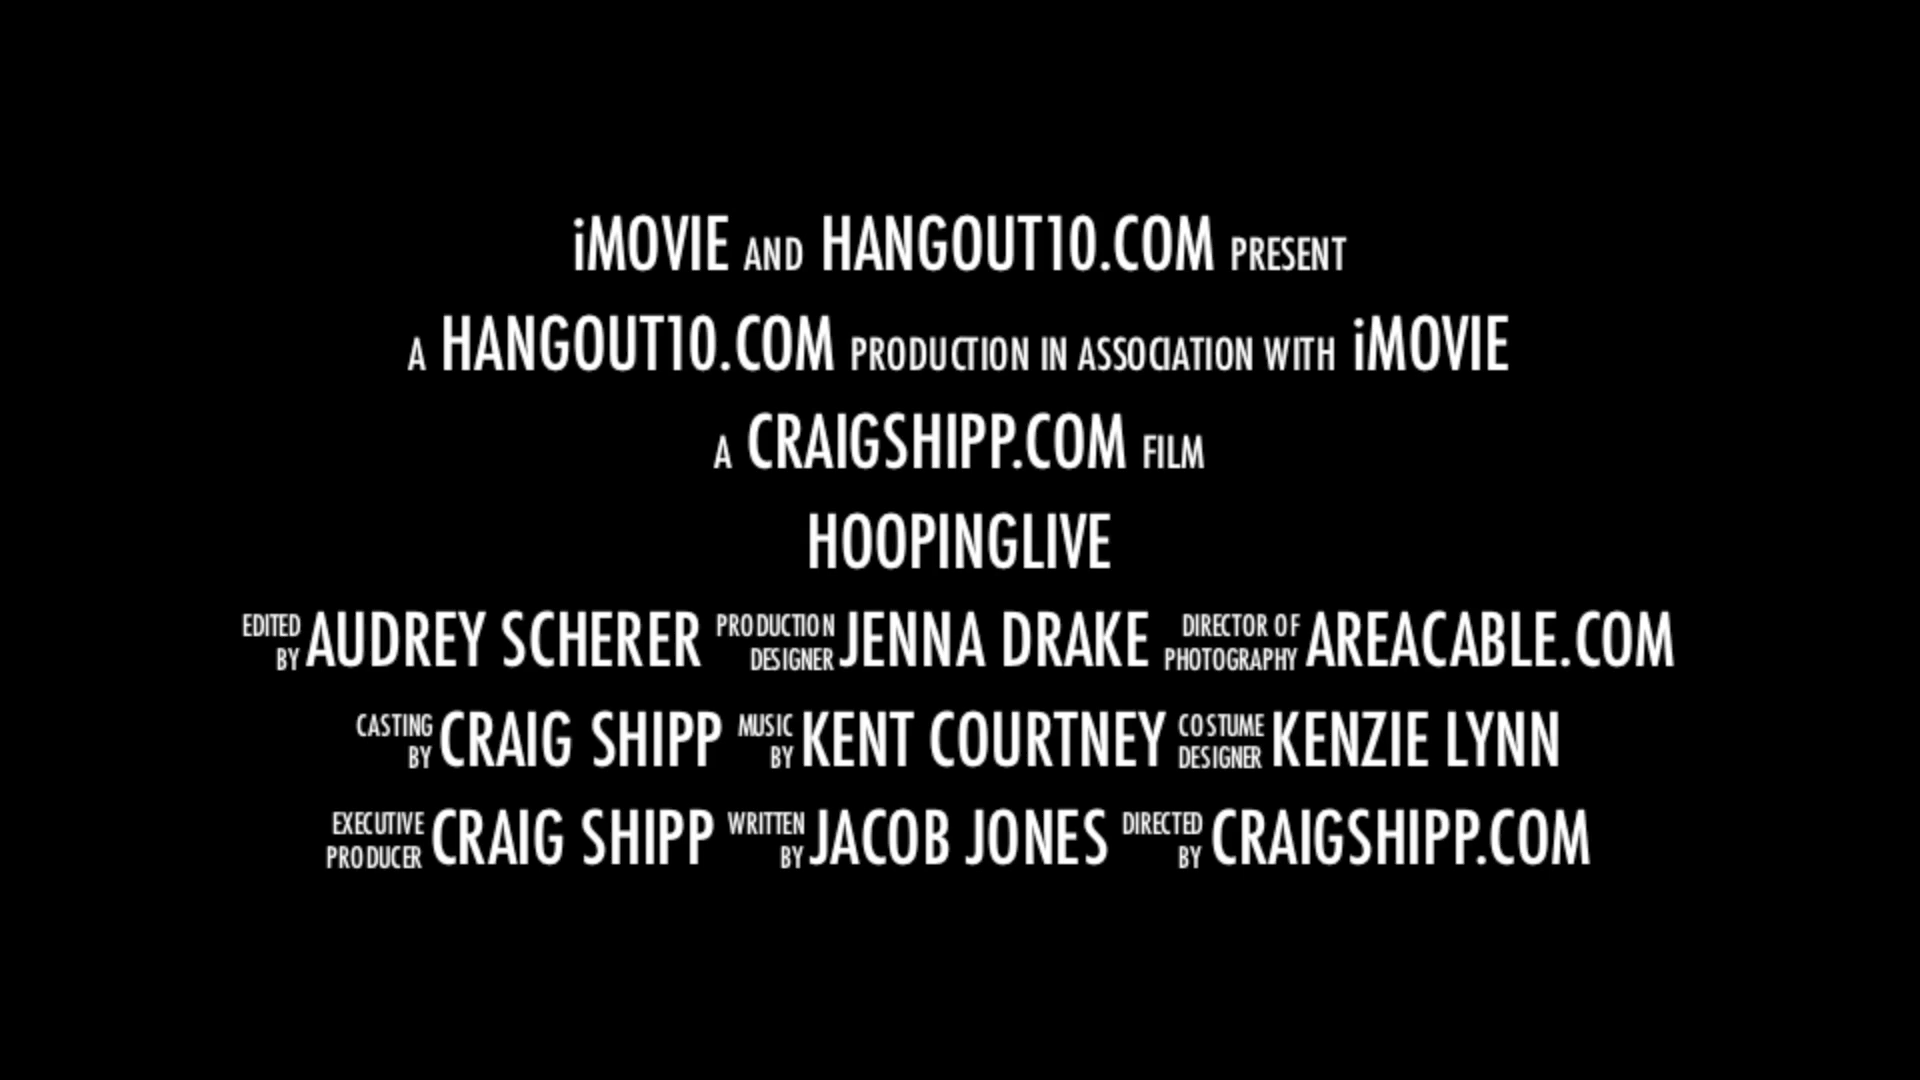 iMOVIE AND HANGOUT10.COM PRESENT
A HANGOUT10.COM PRODUCTION IN ASSOCIATION WITH iMOVIE
A CRAIGSHIPP.COM FILM
HOOPINGLIVE
EDITED BY AUDREY SCHERER PRODUCTION DESIGNER JENNA DRAKE DIRECTOR OF PHOTOGRAPHY AREACABLE.COM
CASTING BY CRAIG SHIPP MUSIC BY KENT COURTNEY COSTUME DESIGNER KENZIE LYNN
EXECUTIVE PRODUCER CRAIG SHIPP WRITTEN BY JACOB JONES DIRECTED BY CRAIGSHIPP.COM